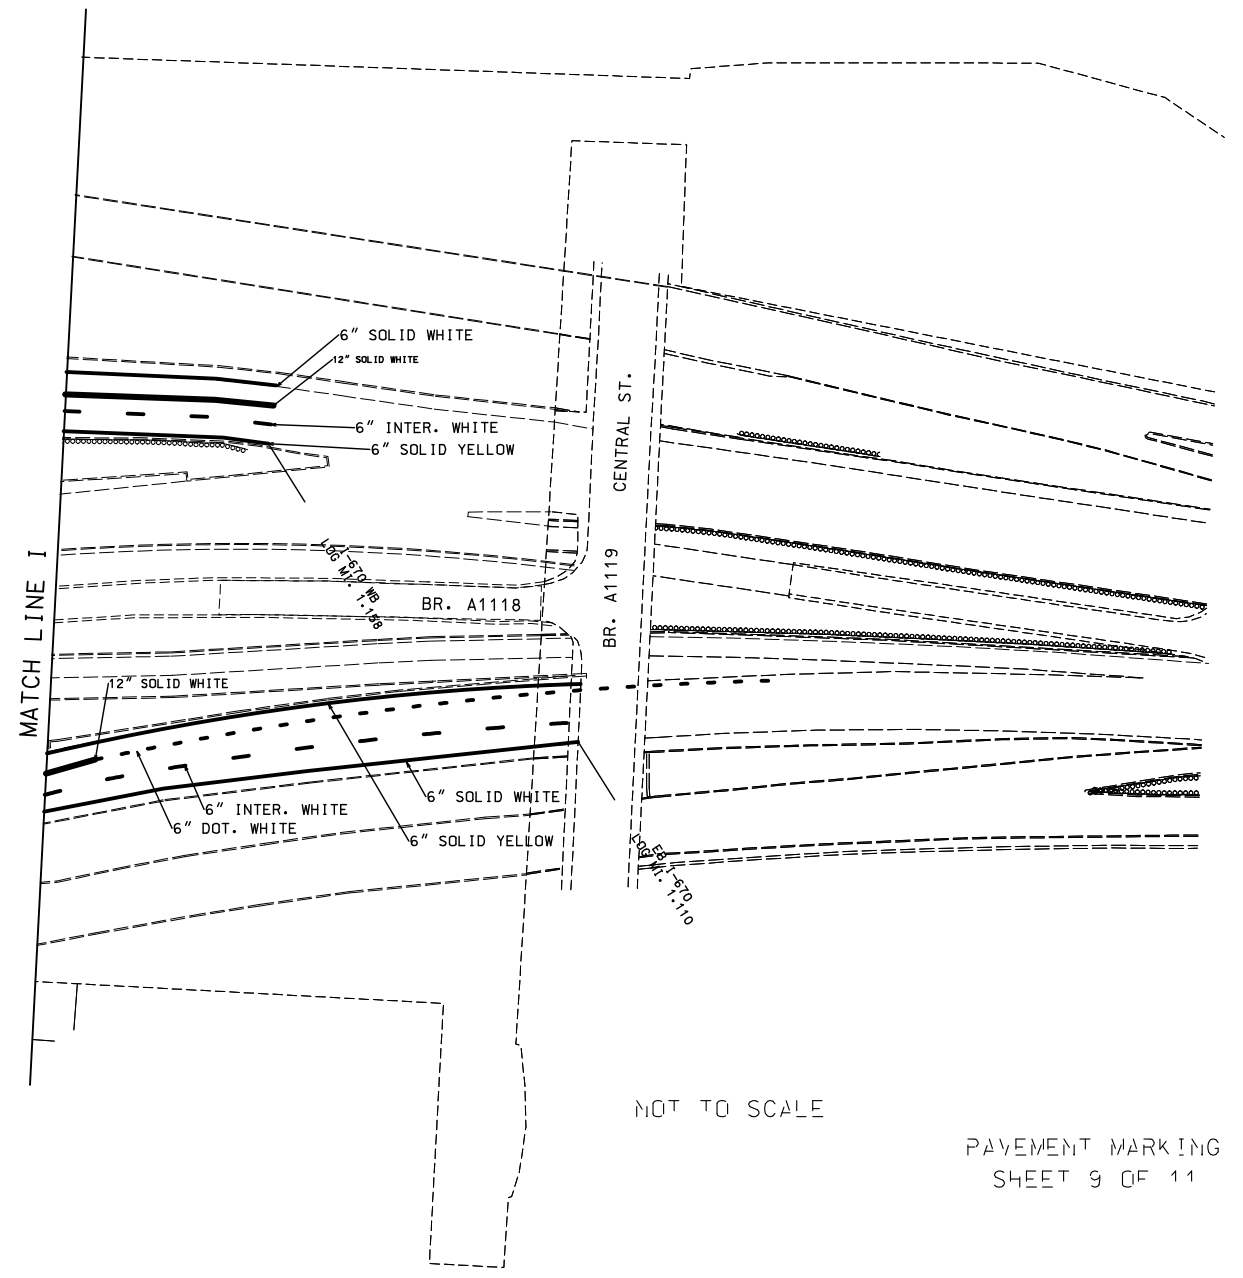 6" SOLID WHITE
12" SOLID WHITE
6" INTER. WHITE
6" SOLID YELLOW
CENTRAL ST.
BR. A1119
MATCH LINE I
I-670 WB
LOG MI. 1.158
BR. A1118
12" SOLID WHITE
6" SOLID WHITE
6" INTER. WHITE
6" DOT. WHITE
6" SOLID YELLOW
EB I-670
LOG MI. 1.110
NOT TO SCALE
PAVEMENT MARKING
SHEET 9 OF 11